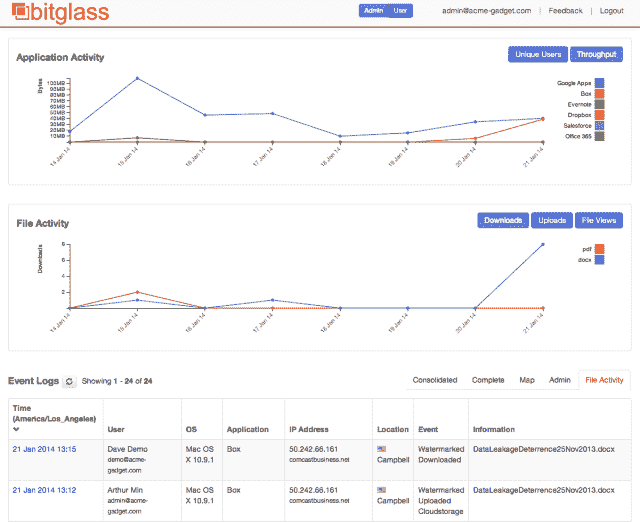 bitglass
Admin User
admin@acme-gadget.com | Feedback | Logout
Application Activity
Unique Users Throughput
Bytes
100MB
90MB
80MB
70MB
60MB
50MB
40MB
30MB
20MB
10MB
14 Jan 14
15 Jan 14
16 Jan 14
17 Jan 14
18 Jan 14
19 Jan 14
20 Jan 14
21 Jan 14
Google Apps
Box
Evernote
Dropbox
Salesforce
Office 365
File Activity
Downloads Uploads File Views
Downloads
8
6
4
2
14 Jan 14
15 Jan 14
16 Jan 14
17 Jan 14
18 Jan 14
19 Jan 14
20 Jan 14
21 Jan 14
pdf
docx
Event Logs Showing 1 - 24 of 24
Consolidated Complete Map Admin File Activity
Time
(America/Los_Angeles) User OS Application IP Address Location Event Information
21 Jan 2014 13:15 Dave Demo Mac OS Box 50.242.66.161 Watermarked DataLeakageDeterrence25Nov2013.docx
demo@acme- X 10.9.1 comcastbusiness.net Campbell Downloaded
gadget.com
21 Jan 2014 13:12 Arthur Min Mac OS Box 50.242.66.161 Watermarked DataLeakageDeterrence25Nov2013.docx
admin@acme- X 10.9.1 comcastbusiness.net Campbell Uploaded
gadget.com Cloudstorage